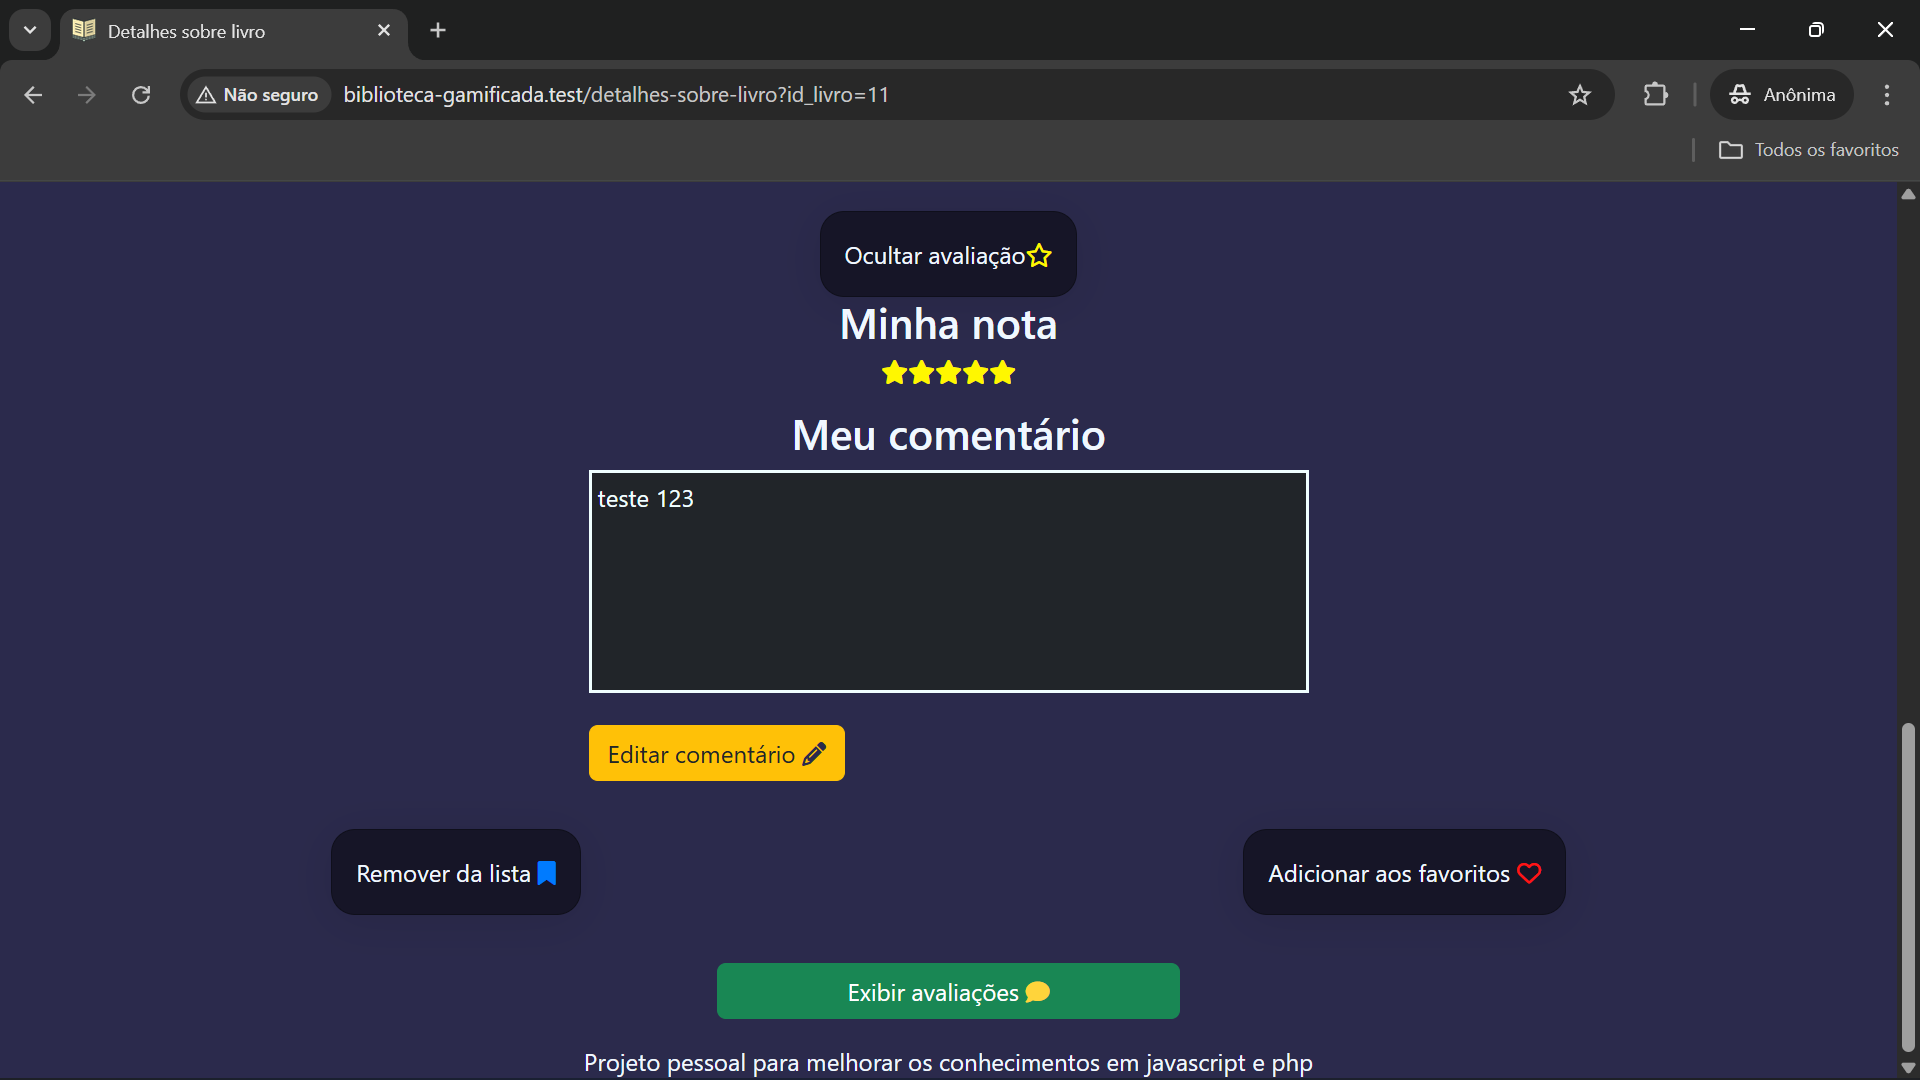 Detalhes sobre livro
Não seguro
biblioteca-gamificada.test/detalhes-sobre-livro?id_livro=11
Anônima
Todos os favoritos
Ocultar avaliação
Minha nota
Meu comentário
teste 123
Editar comentário
Remover da lista
Adicionar aos favoritos
Exibir avaliações
Projeto pessoal para melhorar os conhecimentos em javascript e php